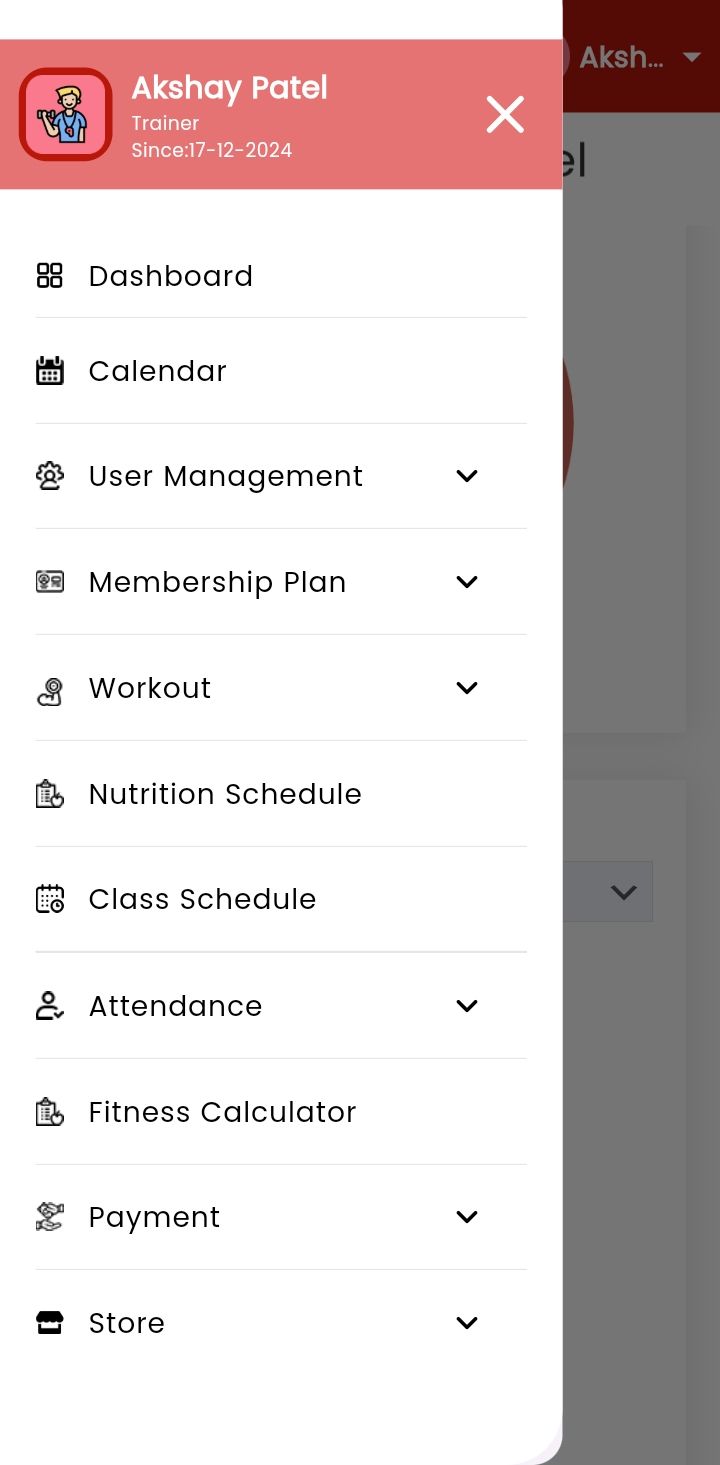 Akshay Patel
Trainer
Since:17-12-2024
Aksh...
el
Dashboard
Calendar
User Management
Membership Plan
Workout
Nutrition Schedule
Class Schedule
Attendance
Fitness Calculator
Payment
Store